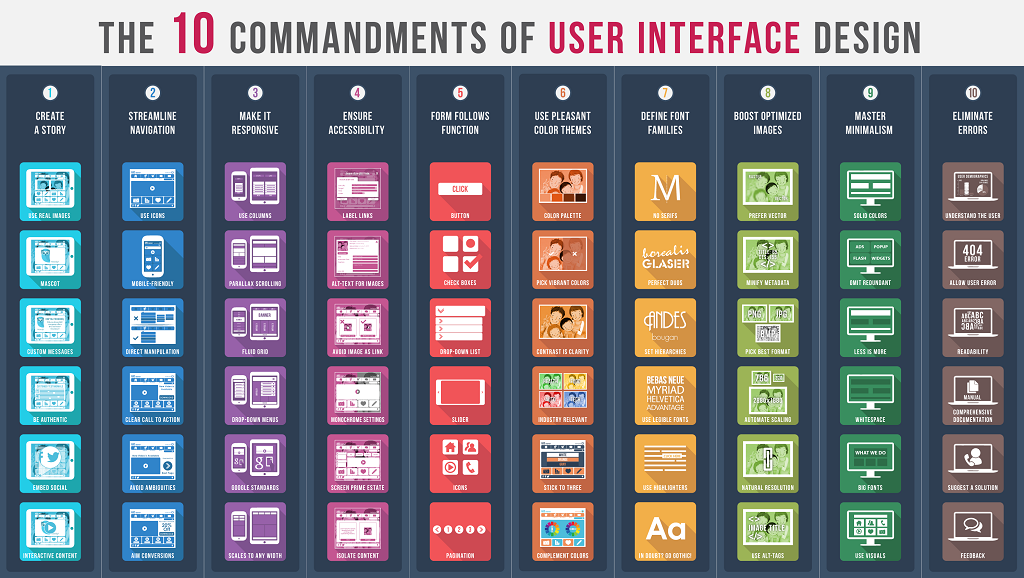 THE 10 COMMANDMENTS OF USER INTERFACE DESIGN
1
CREATE
A STORY
USE REAL IMAGES
MASCOT
CUSTOM MESSAGES
BE AUTHENTIC
EMBED SOCIAL
INTERACTIVE CONTENT
2
STREAMLINE
NAVIGATION
USE ICONS
MOBILE-FRIENDLY
DIRECT MANIPULATION
CLEAR CALL TO ACTION
AVOID AMBIGUITIES
20%
OFF
AIM CONVERSIONS
3
MAKE IT
RESPONSIVE
USE COLUMNS
PARALLAX SCROLLING
BANNER
FLUID GRID
DROP-DOWN MENUS
g
gF
GOOGLE STANDARDS
SCALES TO ANY WIDTH
4
ENSURE
ACCESSIBILITY
LABEL LINKS
ALT-TEXT FOR IMAGES
AVOID IMAGE AS LINK
MONOCHROME SETTINGS
SCREEN PRIME ESTATE
ISOLATE CONTENT
5
FORM FOLLOWS
FUNCTION
CLICK
BUTTON
CHECK BOXES
DROP-DOWN LIST
SLIDER
ICONS
1 2 3
PAGINATION
6
USE PLEASANT
COLOR THEMES
COLOR PALETTE
PICK VIBRANT COLORS
CONTRAST IS CLARITY
INDUSTRY RELEVANT
STICK TO THREE
COMPLEMENT COLORS
7
DEFINE FONT
FAMILIES
M
NO SERIFS
borealis
GLASER
PERFECT DUOS
ANDES
bougan
SET HIERARCHIES
BEBAS NEUE
MYRIAD
HELVETICA
ADVANTAGE
USE LEGIBLE FONTS
USE HIGHLIGHTERS
Aa
IN DOUBT? GO GOTHIC!
8
BOOST OPTIMIZED
IMAGES
PREFER VECTOR
MINIFY METADATA
PNG
JPG
BMP
PICK BEST FORMAT
AUTOMATE SCALING
NATURAL RESOLUTION
IMAGE TITLE
USE ALT-TAGS
9
MASTER
MINIMALISM
SOLID COLORS
ADS POPUP
FLASH WIDGETS
OMIT REDUNDANT
LESS IS MORE
WHITESPACE
WHAT WE DO
BIG FONTS
USE VISUALS
10
ELIMINATE
ERRORS
USER DEMOGRAPHICS
UNDERSTAND THE USER
404
ERROR
ALLOW USER ERROR
READABILITY
MANUAL
COMPREHENSIVE
DOCUMENTATION
SUGGEST A SOLUTION
FEEDBACK